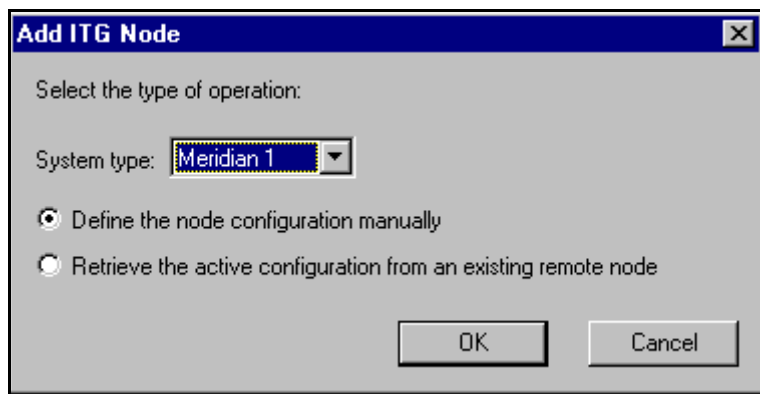 Add ITG Node
Select the type of operation:
System type: Meridian 1
Define the node configuration manually
Retrieve the active configuration from an existing remote node
OK Cancel